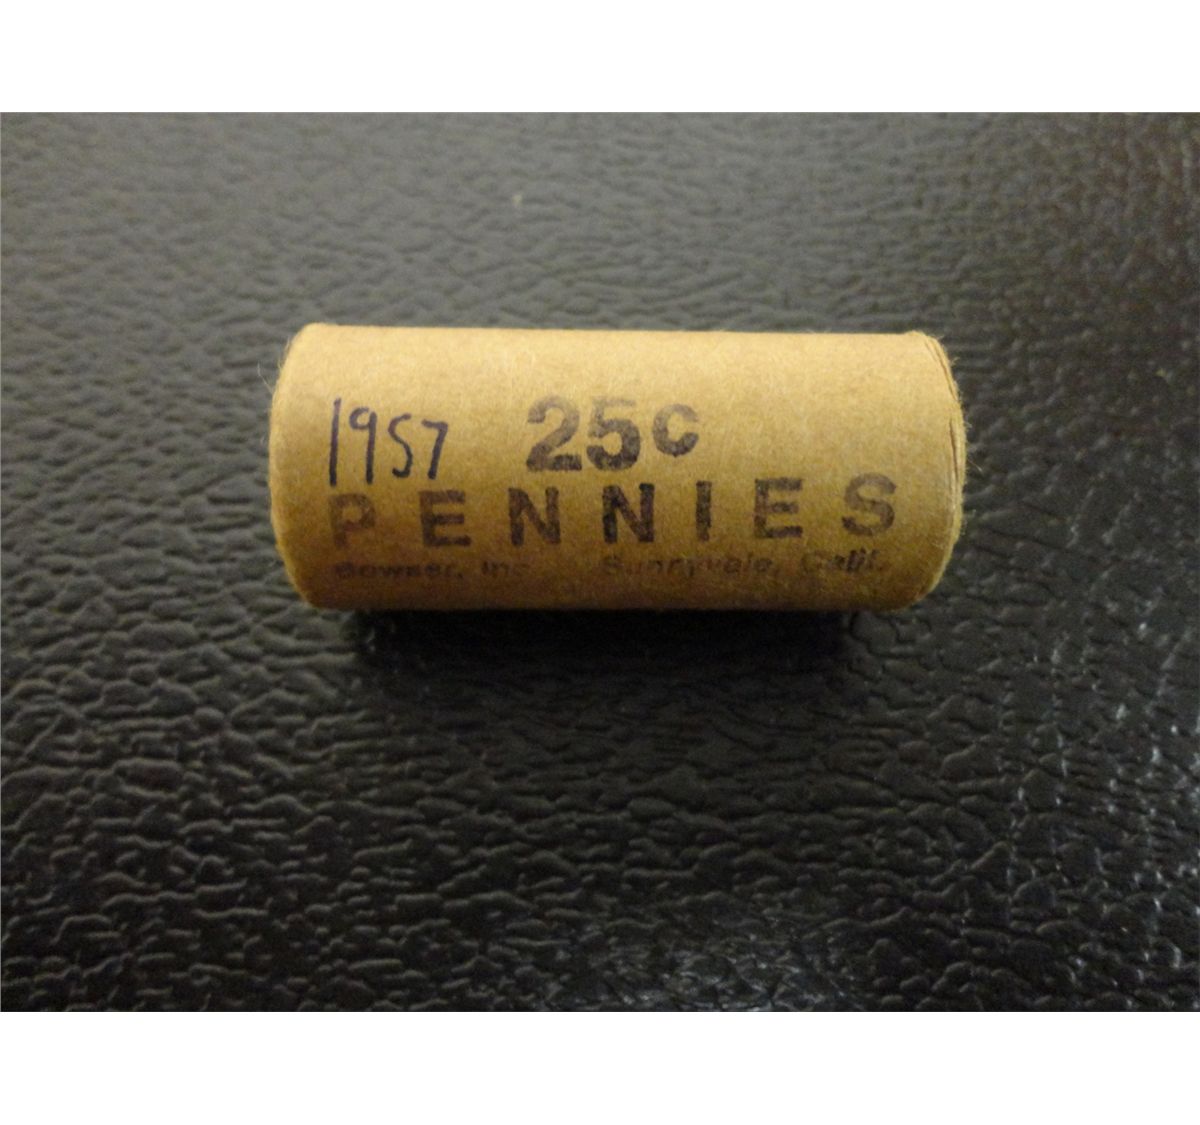 1957 25c
PENNIES
Bowser, Inc. Sunnyvale, Calif.